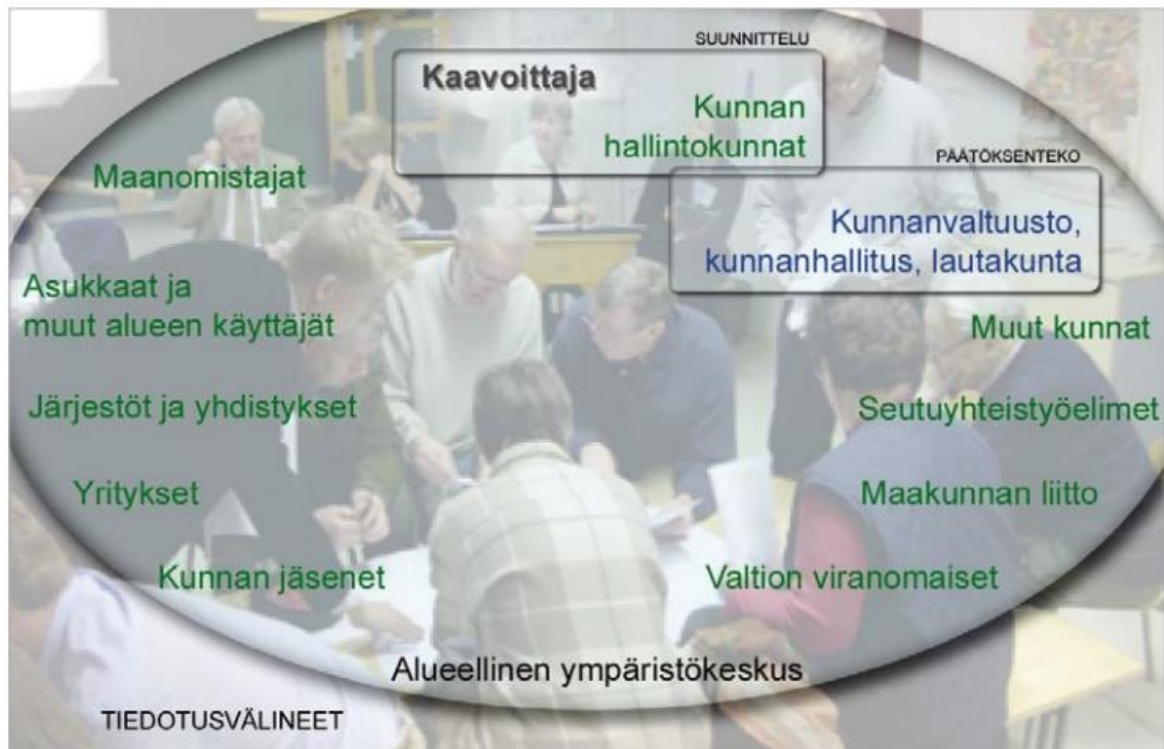 SUUNNITTELU
Kaavoittaja
Kunnan
hallintokunnat
PÄÄTÖKSENTEKO
Maanomistajat
Kunnanvaltuusto,
kunnanhallitus, lautakunta
Asukkaat ja
muut alueen käyttäjät
Muut kunnat
Järjestöt ja yhdistykset
Seutuyhteistyöelimet
Yritykset
Maakunnan liitto
Kunnan jäsenet
Valtion viranomaiset
Alueellinen ympäristökeskus
TIEDOTUSVÄLINEET